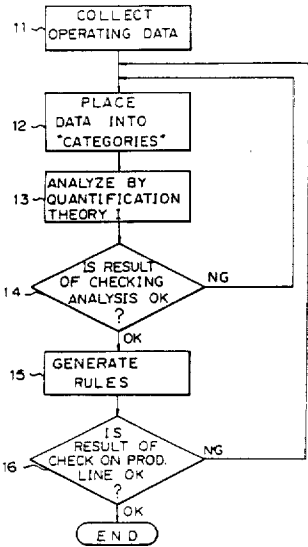 11
COLLECT
OPERATING DATA
12
PLACE
DATA INTO
"CATEGORIES"
13
ANALYZE BY
QUANTIFICATION
THEORY I
14
IS RESULT
OF CHECKING
ANALYSIS OK
?
NG
OK
15
GENERATE
RULES
16
IS
RESULT OF
CHECK ON PROD.
LINE OK
?
NG
OK
END